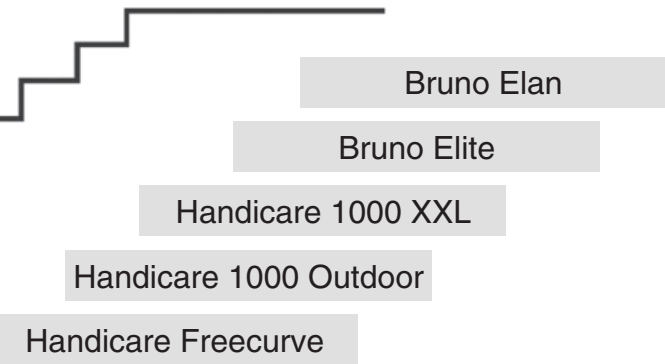 Bruno Elan
Bruno Elite
Handicare 1000 XXL
Handicare 1000 Outdoor
Handicare Freecurve